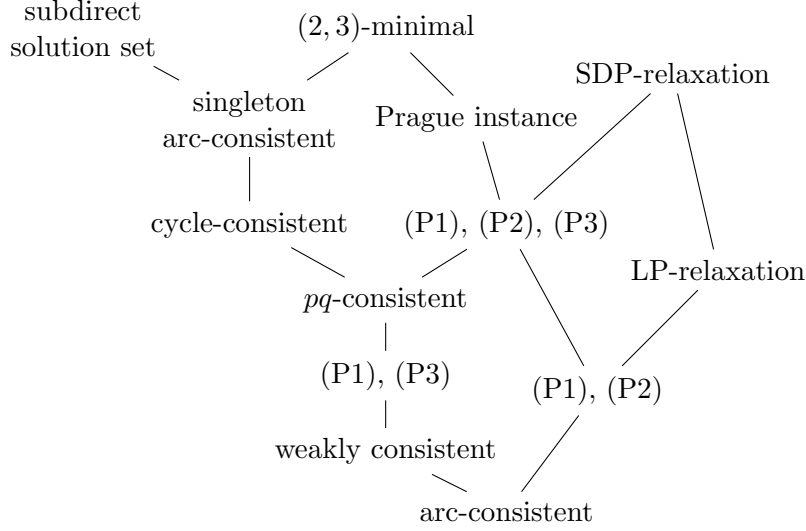 subdirect
solution set
(2, 3)-minimal
SDP-relaxation
singleton
arc-consistent
Prague instance
cycle-consistent
(P1), (P2), (P3)
LP-relaxation
pq-consistent
(P1), (P3)
(P1), (P2)
weakly consistent
arc-consistent